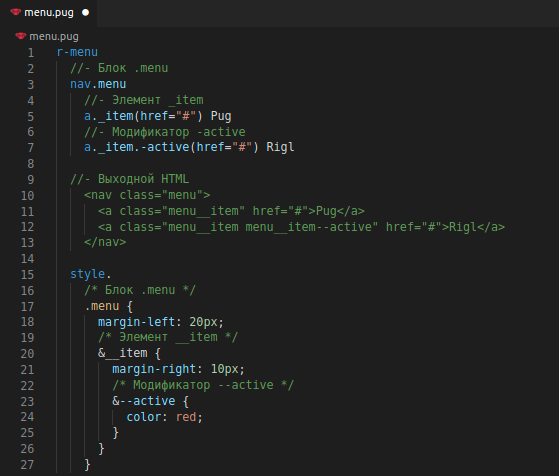 menu.pug ●
menu.pug
1 r-menu
2 //- Блок .menu
3 nav.menu
4 //- Элемент _item
5 a._item(href="#") Pug
6 //- Модификатор -active
7 a._item.-active(href="#") Rigl
8
9 //- Выходной HTML
10 <nav class="menu">
11 <a class="menu__item" href="#">Pug</a>
12 <a class="menu__item menu__item--active" href="#">Rigl</a>
13 </nav>
14
15 style.
16 /* Блок .menu */
17 .menu {
18 margin-left: 20px;
19 /* Элемент __item */
20 &__item {
21 margin-right: 10px;
22 /* Модификатор --active */
23 &--active {
24 color: red;
25 }
26 }
27 }